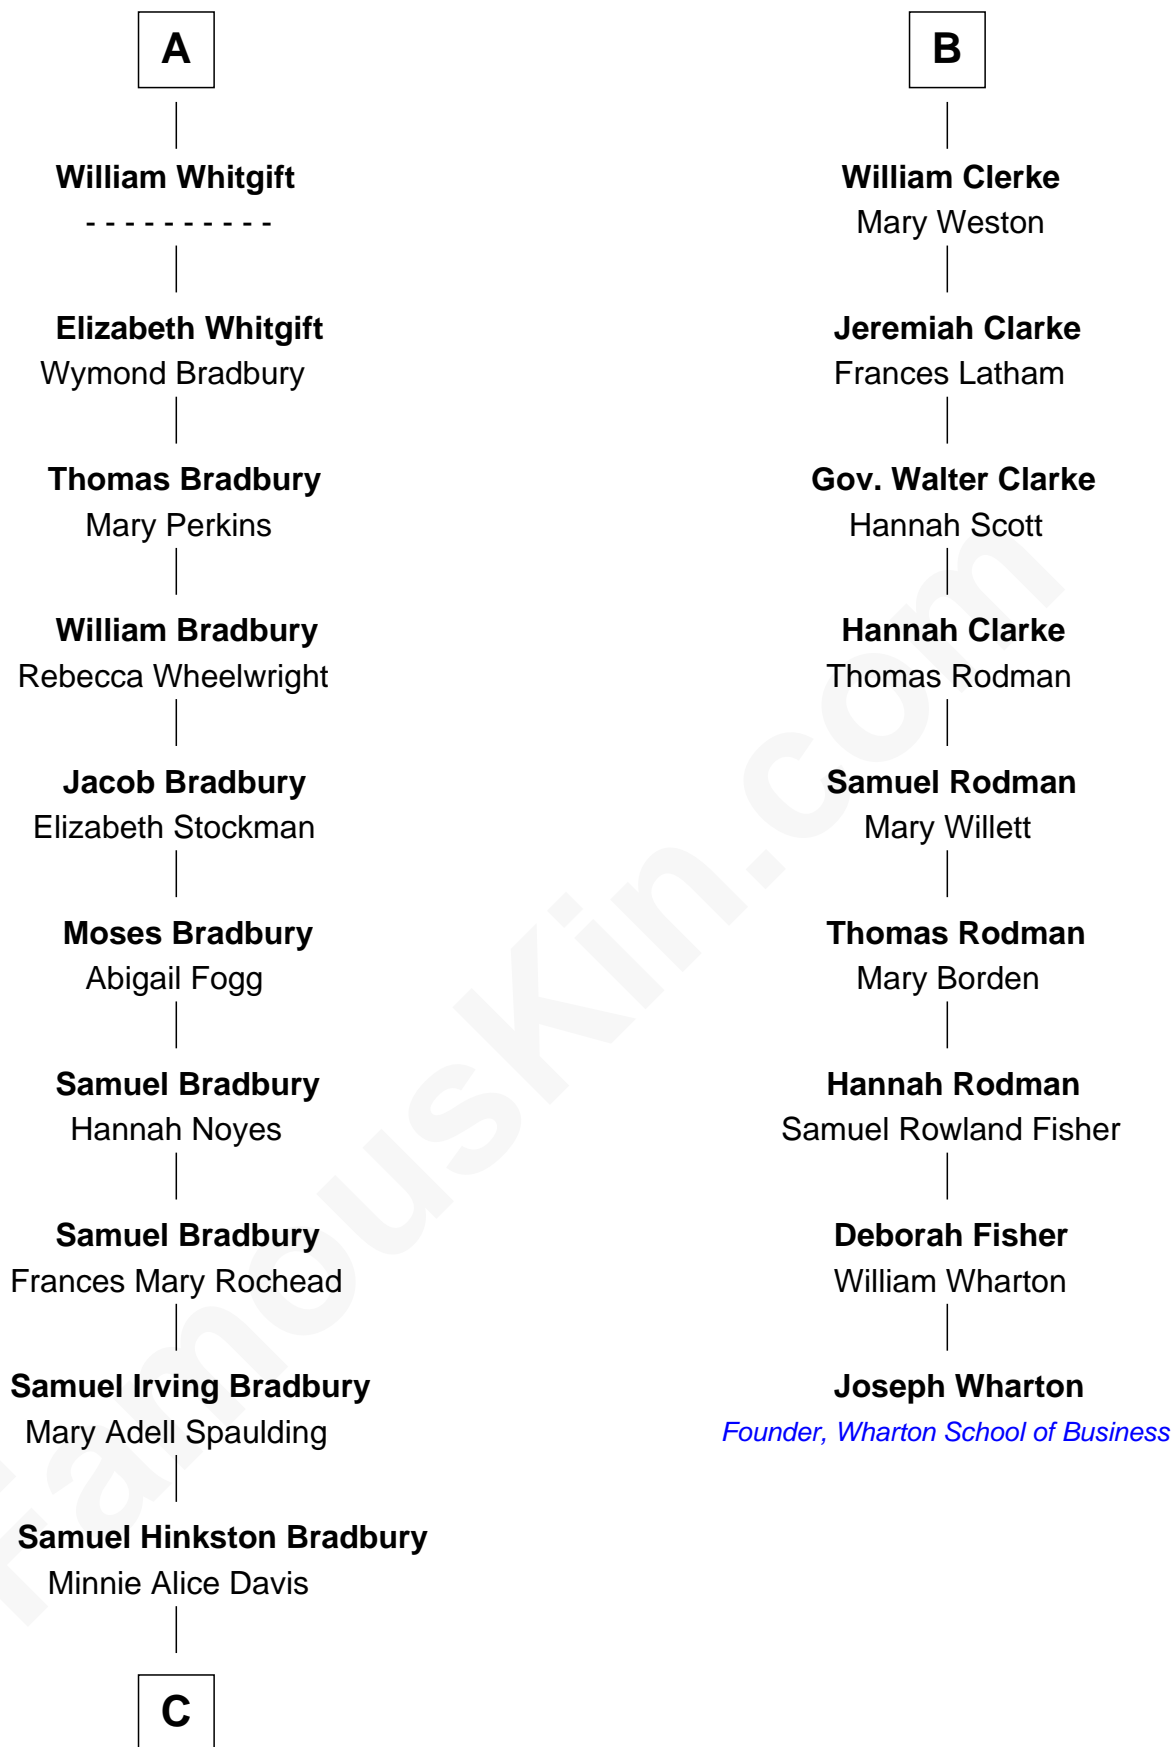 A
William Whitgift
- - - - - - - - - -
Elizabeth Whitgift
Wymond Bradbury
Thomas Bradbury
Mary Perkins
William Bradbury
Rebecca Wheelwright
Jacob Bradbury
Elizabeth Stockman
Moses Bradbury
Abigail Fogg
Samuel Bradbury
Hannah Noyes
Samuel Bradbury
Frances Mary Rochead
Samuel Irving Bradbury
Mary Adell Spaulding
Samuel Hinkston Bradbury
Minnie Alice Davis
C
B
William Clerke
Mary Weston
Jeremiah Clarke
Frances Latham
Gov. Walter Clarke
Hannah Scott
Hannah Clarke
Thomas Rodman
Samuel Rodman
Mary Willett
Thomas Rodman
Mary Borden
Hannah Rodman
Samuel Rowland Fisher
Deborah Fisher
William Wharton
Joseph Wharton
Founder, Wharton School of Business
FamousKin.com